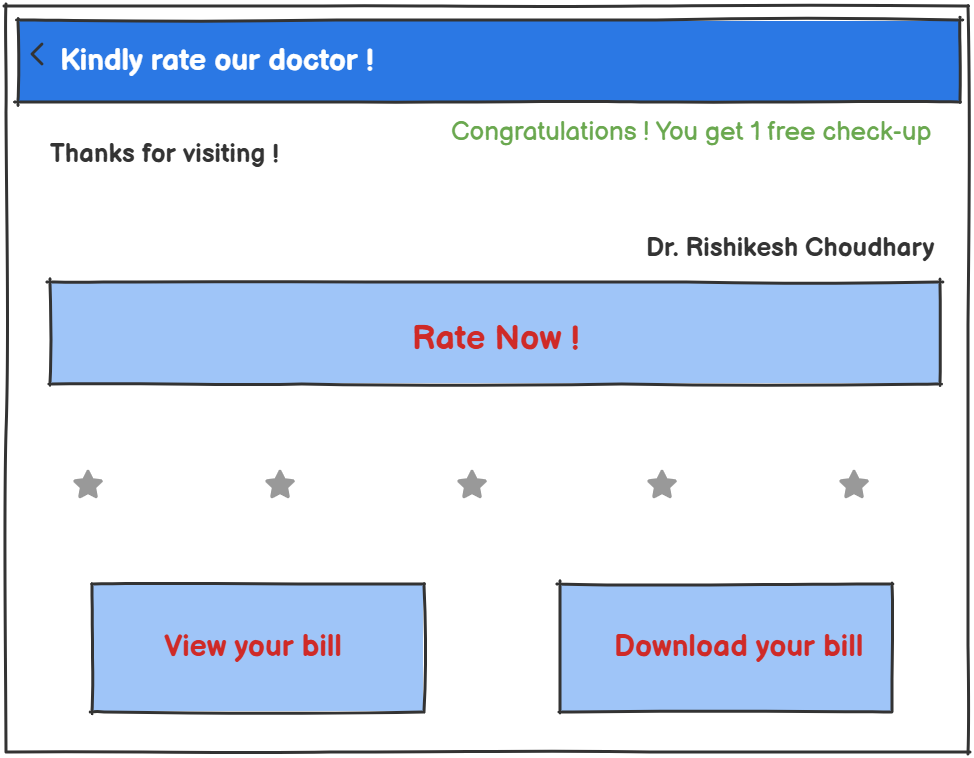 Kindly rate our doctor !
Congratulations ! You get 1 free check-up
Thanks for visiting !
Dr. Rishikesh Choudhary
Rate Now !
View your bill
Download your bill